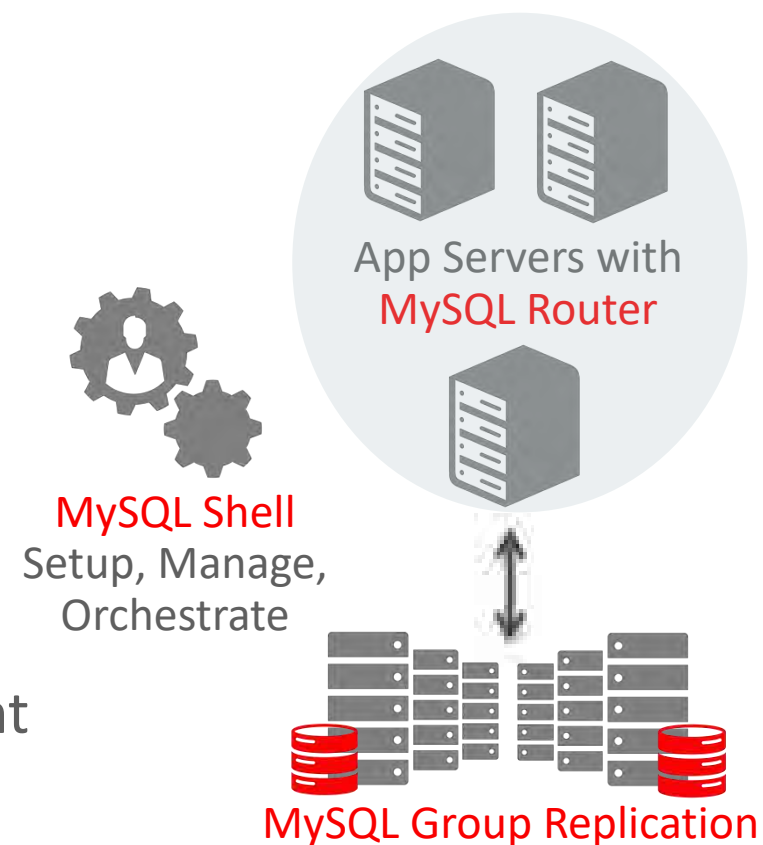 App Servers with
MySQL Router
MySQL Shell
Setup, Manage,
Orchestrate
MySQL Group Replication